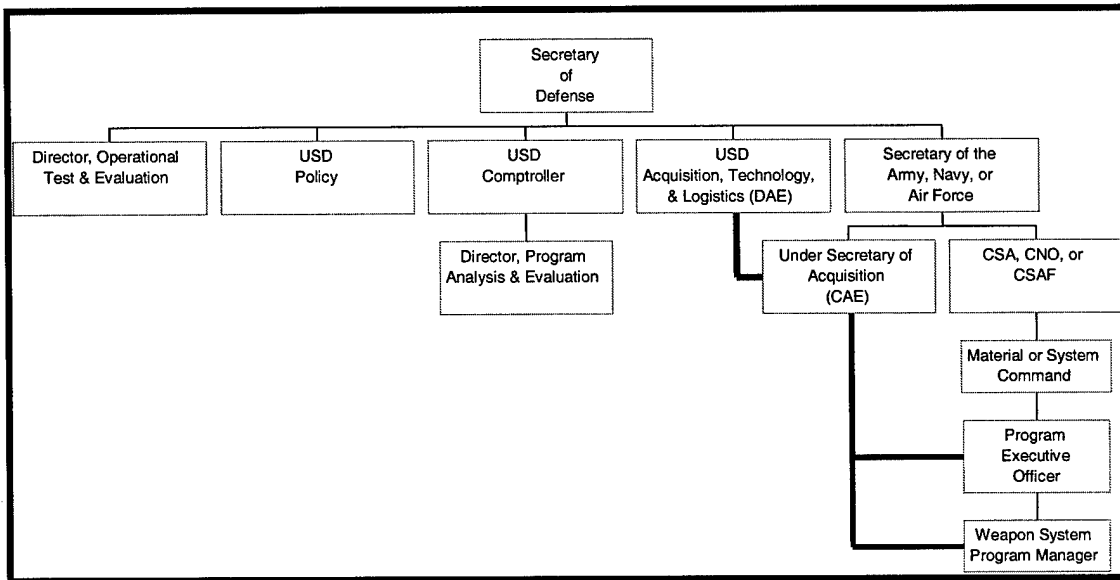 Secretary
of
Defense
Director, Operational
Test & Evaluation
USD
Policy
USD
Comptroller
USD
Acquisition, Technology,
& Logistics (DAE)
Secretary of the
Army, Navy, or
Air Force
Director, Program
Analysis & Evaluation
Under Secretary of
Acquisition
(CAE)
CSA, CNO, or
CSAF
Material or System
Command
Program
Executive
Officer
Weapon System
Program Manager